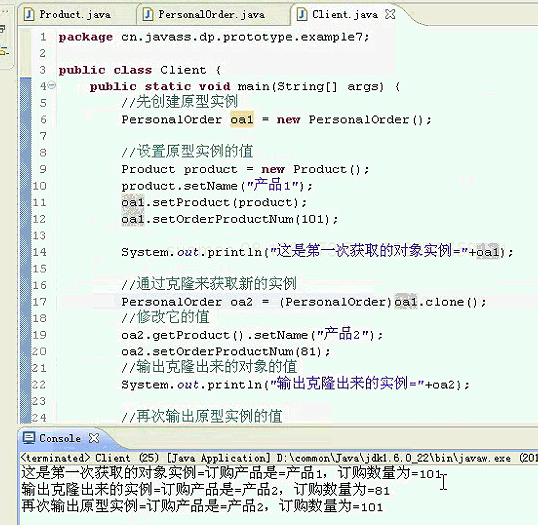 Product.java PersonalOrder.java Client.java
1 package cn.javass.dp.prototype.example7;
2
3 public class Client {
4 public static void main(String[] args) {
5 //先创建原型实例
6 PersonalOrder oa1 = new PersonalOrder();
7
8 //设置原型实例的值
9 Product product = new Product();
10 product.setName("产品1");
11 oa1.setProduct(product);
12 oa1.setOrderProductNum(101);
13
14 System.out.println("这是第一次获取的对象实例="+oa1);
15
16 //通过克隆来获取新的实例
17 PersonalOrder oa2 = (PersonalOrder)oa1.clone();
18 //修改它的值
19 oa2.getProduct().setName("产品2");
20 oa2.setOrderProductNum(81);
21 //输出克隆出来的对象的值
22 System.out.println("输出克隆出来的实例="+oa2);
23
24 //再次输出原型实例的值
Console
<terminated> Client (25) [Java Application] D:\common\Java\jdk1.6.0_22\bin\javaw.exe (201
这是第一次获取的对象实例=订购产品是=产品1，订购数量为=101
输出克隆出来的实例=订购产品是=产品2，订购数量为=81
再次输出原型实例=订购产品是=产品2，订购数量为=101